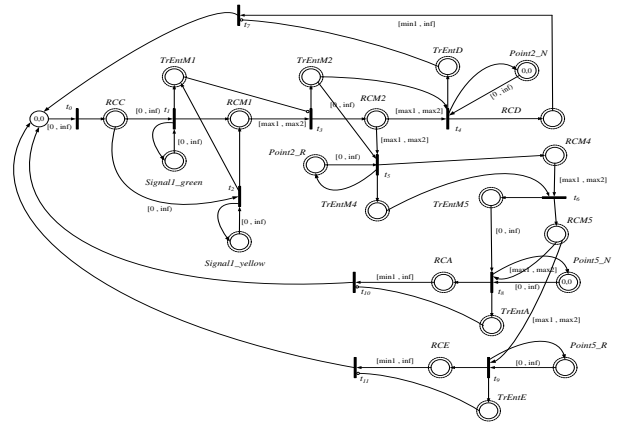 t7
[min1 , inf]
TrEntM1
TrEntM2
TrEntD
Point2_N
0,0
t0
RCC
[0 , inf)
t1
RCM1
[0 , inf)
RCM2
[max1 , max2]
[0 , inf)
RCD
0,0
[0 , inf)
[max1 , max2]
t3
t4
[0 , inf)
[max1 , max2]
RCM4
Point2_R
[0 , inf)
t5
Signal1_green
t2
[max1 , max2]
[0 , inf)
TrEntM4
TrEntM5
t6
[0 , inf)
RCM5
[0 , inf)
Signal1_yellow
RCA
[max1 , max2]
Point5_N
[min1 , inf]
[0 , inf)
0,0
t10
t8
TrEntA
[max1 , max2]
RCE
Point5_R
[min1 , inf]
[0 , inf)
t11
t9
TrEntE